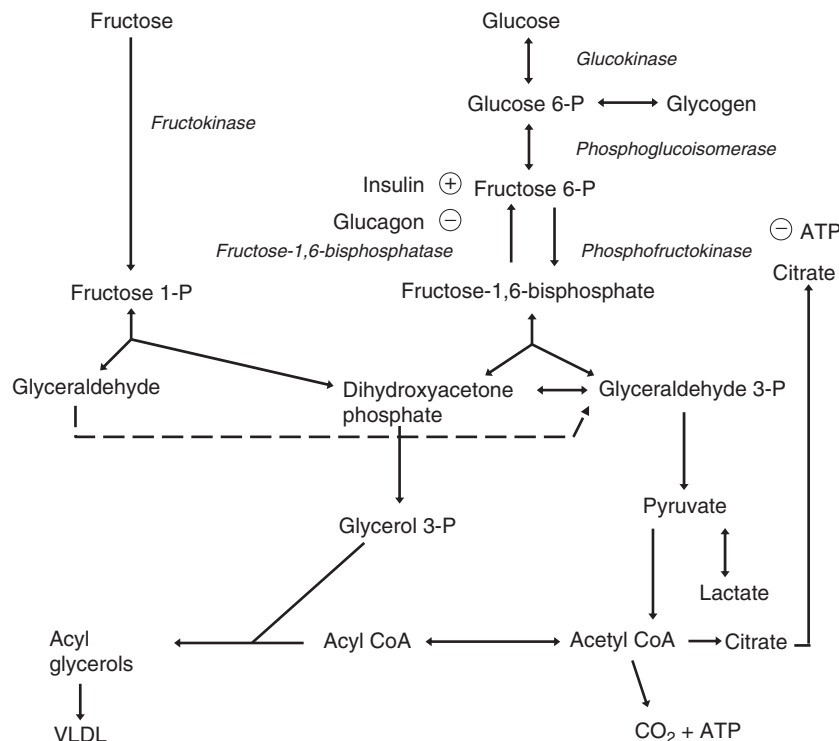 Fructose
Glucose
Glucokinase
Glucose 6-P
Glycogen
Fructokinase
Phosphoglucoisomerase
Insulin +
Fructose 6-P
Glucagon −
− ATP
Fructose-1,6-bisphosphatase
Phosphofructokinase
Citrate
Fructose 1-P
Fructose-1,6-bisphosphate
Glyceraldehyde
Dihydroxyacetone
phosphate
Glyceraldehyde 3-P
Pyruvate
Glycerol 3-P
Lactate
Acyl
glycerols
Acyl CoA
Acetyl CoA
Citrate
VLDL
CO₂ + ATP